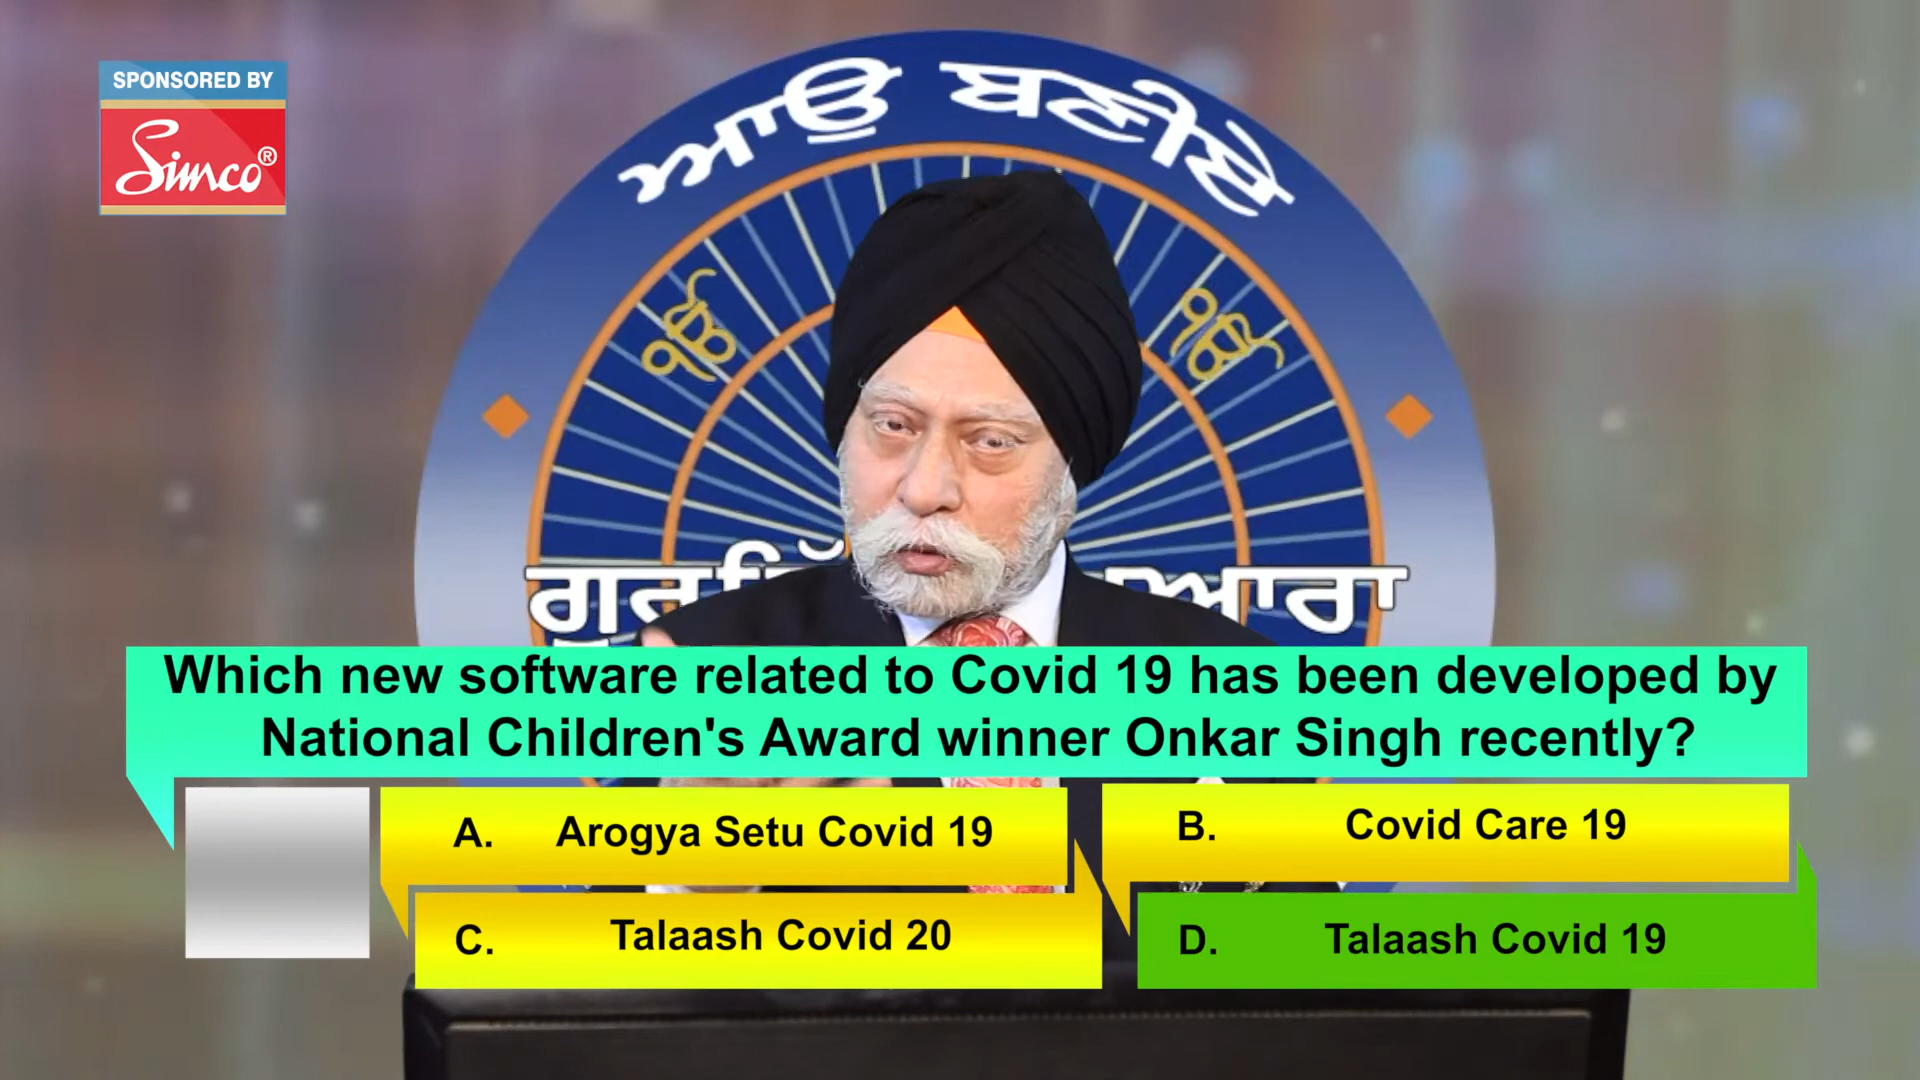 SPONSORED BY
Simco®
ਆਉ ਬਣੀਏ
ੴ ੴ
Which new software related to Covid 19 has been developed by
National Children's Award winner Onkar Singh recently?
A. Arogya Setu Covid 19
B. Covid Care 19
C. Talaash Covid 20
D. Talaash Covid 19